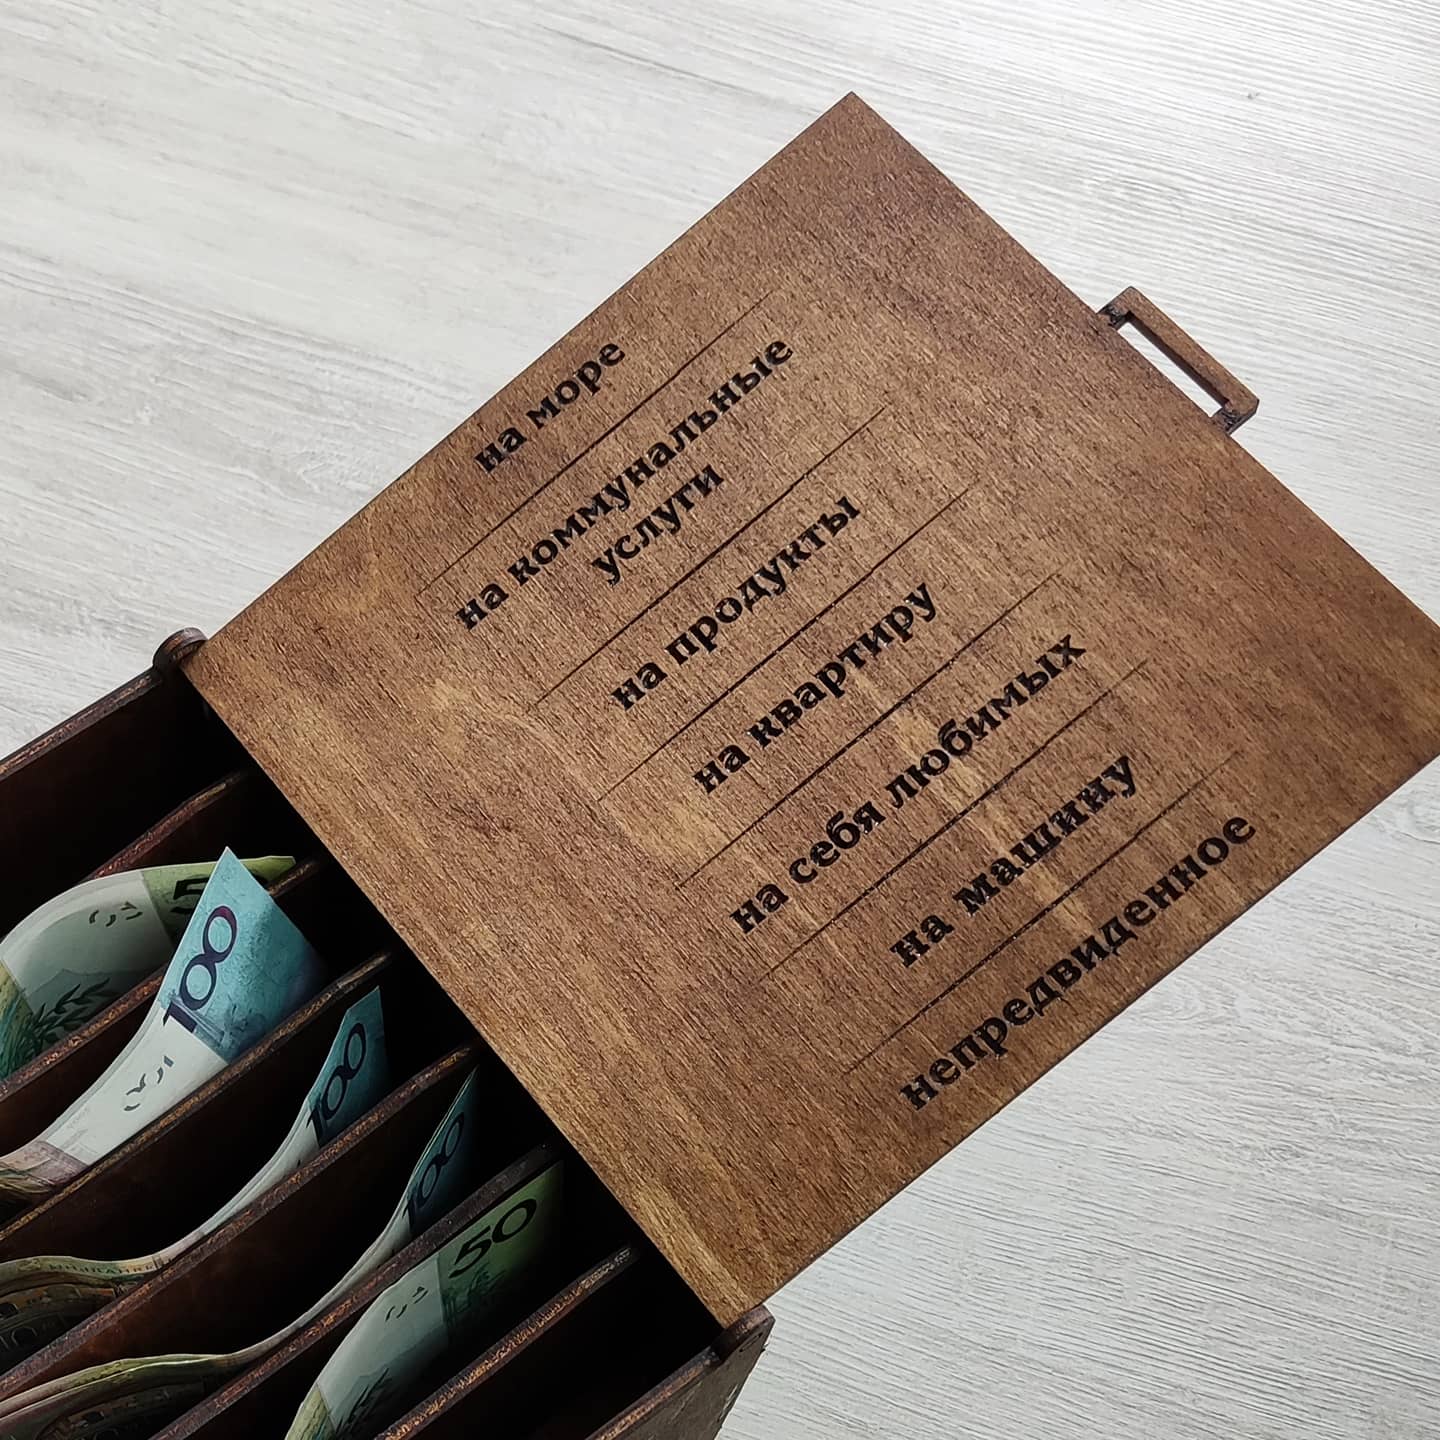 на море
на коммунальные
услуги
на продукты
на квартиру
на себя любимых
на машину
непредвиденное
100
100
100
50